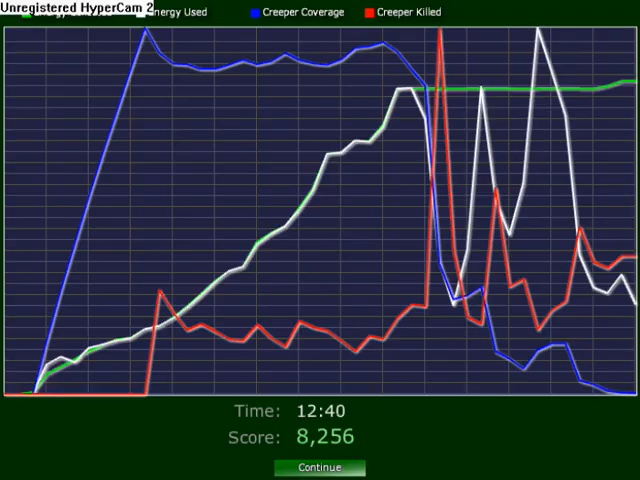 Unregistered HyperCam 2
Energy Used
Creeper Coverage
Creeper Killed
Time: 12:40
Score: 8,256
Continue